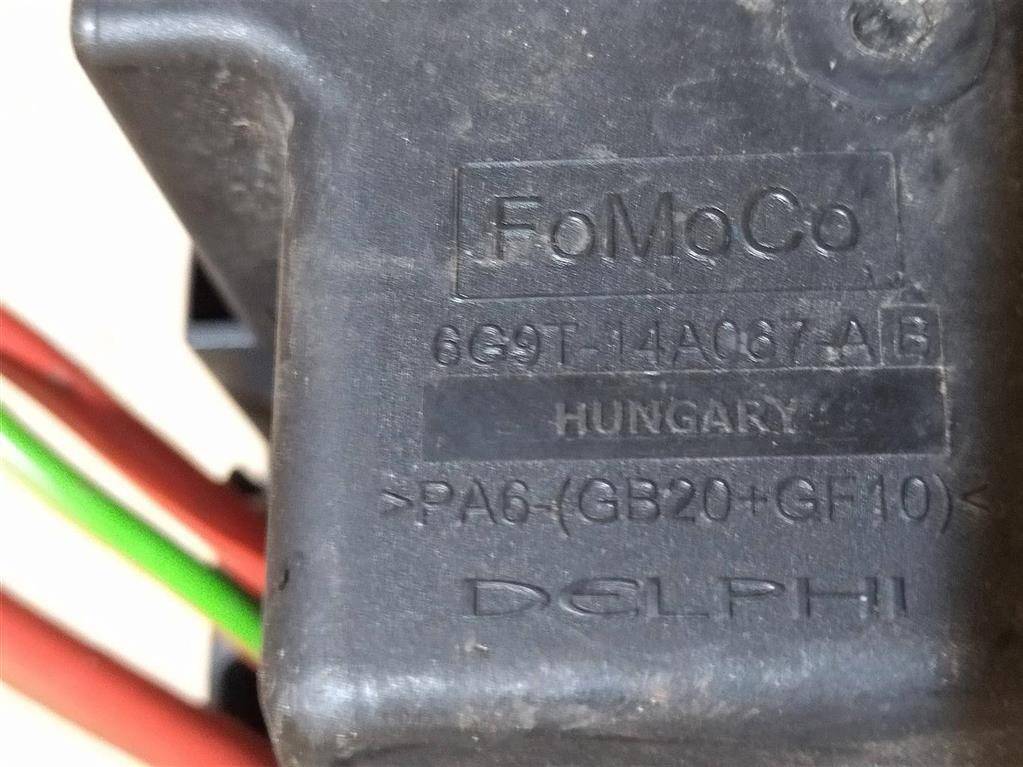 FoMoCo
6G9T-14A067-AB
HUNGARY
>PA6-(GB20+GF10)<
DELPHI